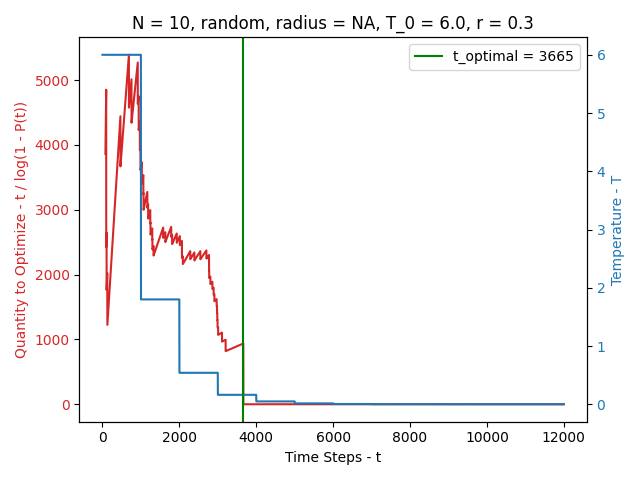 N = 10, random, radius = NA, T_0 = 6.0, r = 0.3
t_optimal = 3665
Quantity to Optimize - t / log(1 - P(t))
5000
4000
3000
2000
1000
0
6
5
4
3
2
1
0
Temperature - T
0 2000 4000 6000 8000 10000 12000
Time Steps - t